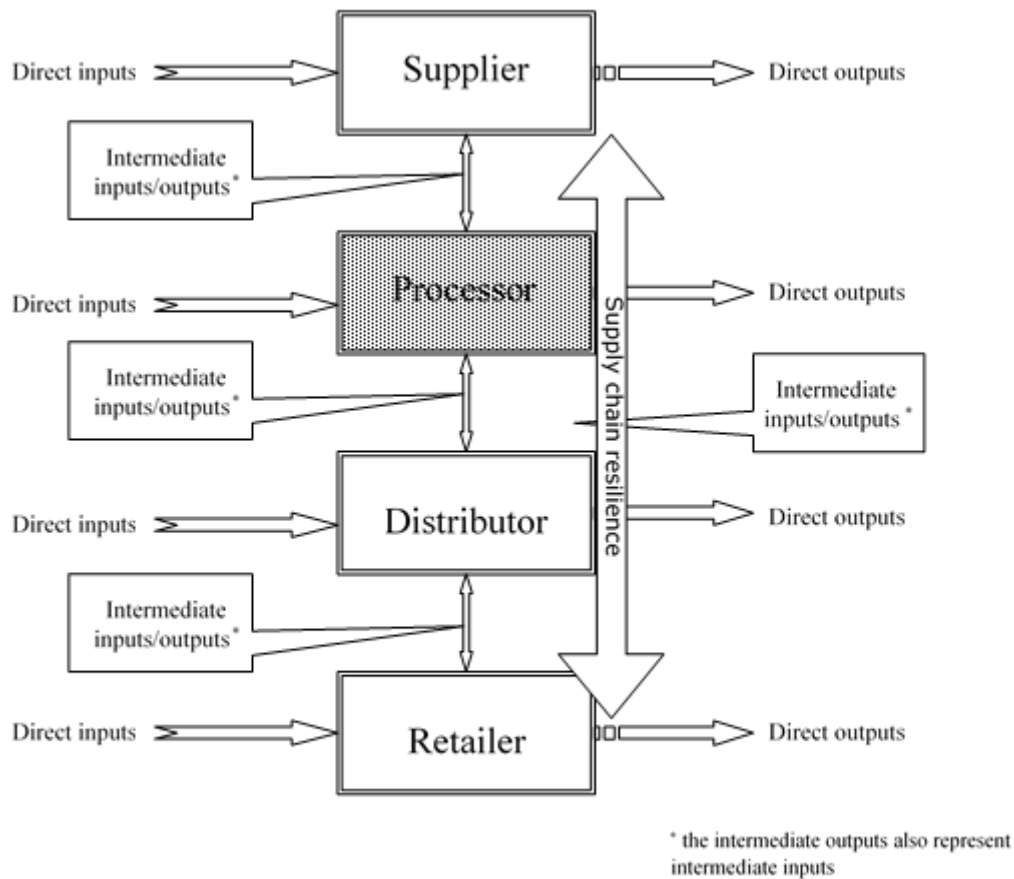 Direct inputs
Supplier
Direct outputs
Intermediate
inputs/outputs*
Direct inputs
Processor
Direct outputs
Supply chain resilience
Intermediate
inputs/outputs*
Intermediate
inputs/outputs*
Direct inputs
Distributor
Direct outputs
Intermediate
inputs/outputs*
Direct inputs
Retailer
Direct outputs
* the intermediate outputs also represent
intermediate inputs